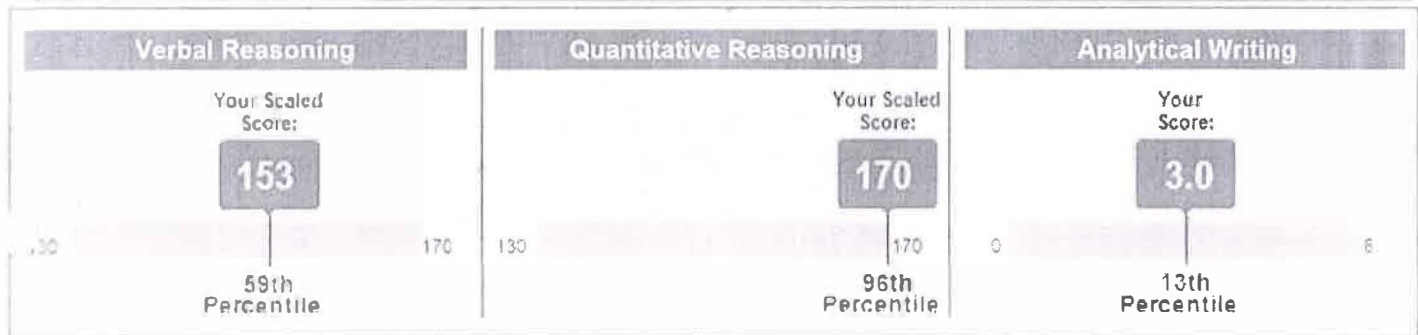 Verbal Reasoning
Your Scaled
Score:
153
170
59th
Percentile
Quantitative Reasoning
Your Scaled
Score:
170
130
170
96th
Percentile
Analytical Writing
Your
Score:
3.0
0
6
13th
Percentile